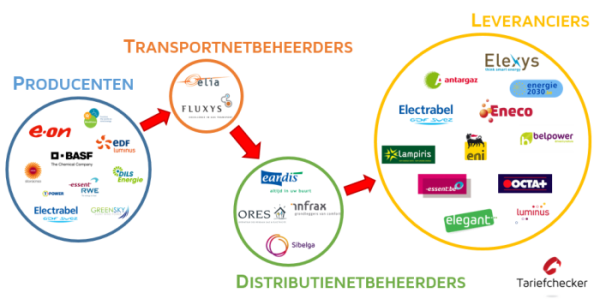 LEVERANCIERS
TRANSPORTNETBEHEERDERS
Elexys
elia
antargaz
energie
2030
PRODUCENTEN
FLUXYS
Electrabel
GDF SUEZ
Eneco
e·on
EDF
Luminus
belpower
BASF
The Chemical Company
Lampiris
eni
eandis
altijd in uw buurt
BILS
Energie
essent
RWE
POWER
-essent.be
OCTA+
ORES
infrax
Electrabel
GDF SUEZ
GREENSKY
elegant
luminus
Sibelga
DISTRIBUTIENETBEHEERDERS
Tariefchecker